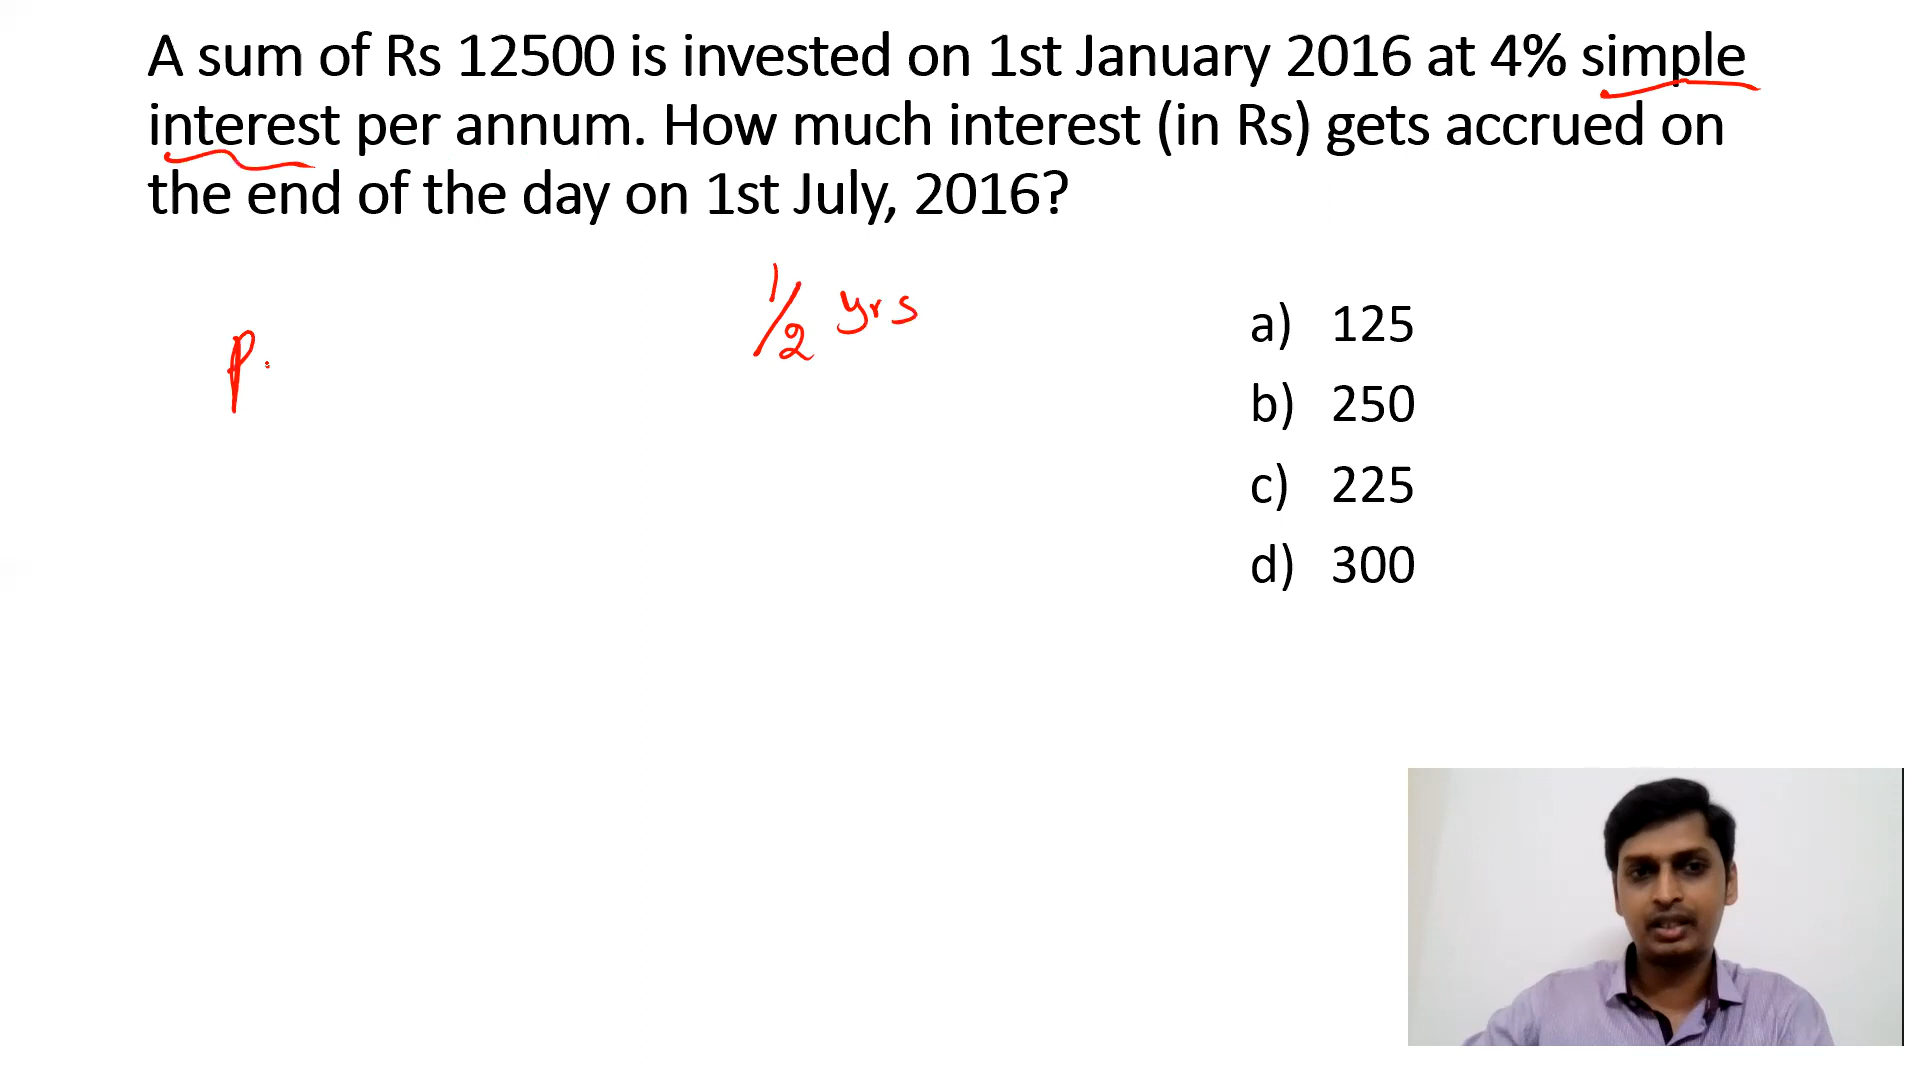 A sum of Rs 12500 is invested on 1st January 2016 at 4% simple
interest per annum. How much interest (in Rs) gets accrued on
the end of the day on 1st July, 2016?
1/2 yrs
P.
a) 125
b) 250
c) 225
d) 300